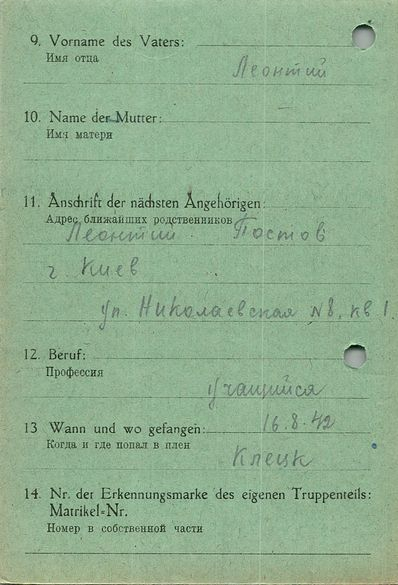 9. Vorname des Vaters:
Имя отца
Леонтий
10. Name der Mutter:
Имя матери
—
11. Anschrift der nächsten Angehörigen:
Адрес ближайших родственников
Леонтий Постов
г. Киев
ул. Николаевская N8, кв 1.
12. Beruf:
Профессия
Учащийся
13 Wann und wo gefangen: 16.8.42
Когда и где попал в плен
Клецк
14. Nr. der Erkennungsmarke des eigenen Truppenteils:
Matrikel=Nr.
Номер в собственной части